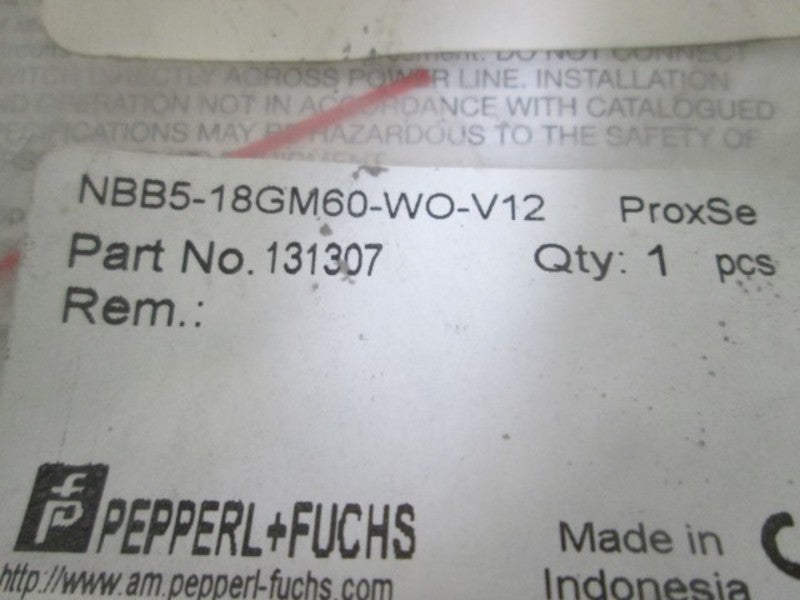 DO NOT CONNECT
DIRECTLY ACROSS POWER LINE. INSTALLATION
OPERATION NOT IN ACCORDANCE WITH CATALOGUED
MAY BE HAZARDOUS TO THE SAFETY OF
NBB5-18GM60-WO-V12 ProxSe
Part No. 131307 Qty: 1 pcs
Rem.:
PEPPERL+FUCHS
http://www.am.pepperl-fuchs.com
Made in
Indonesia